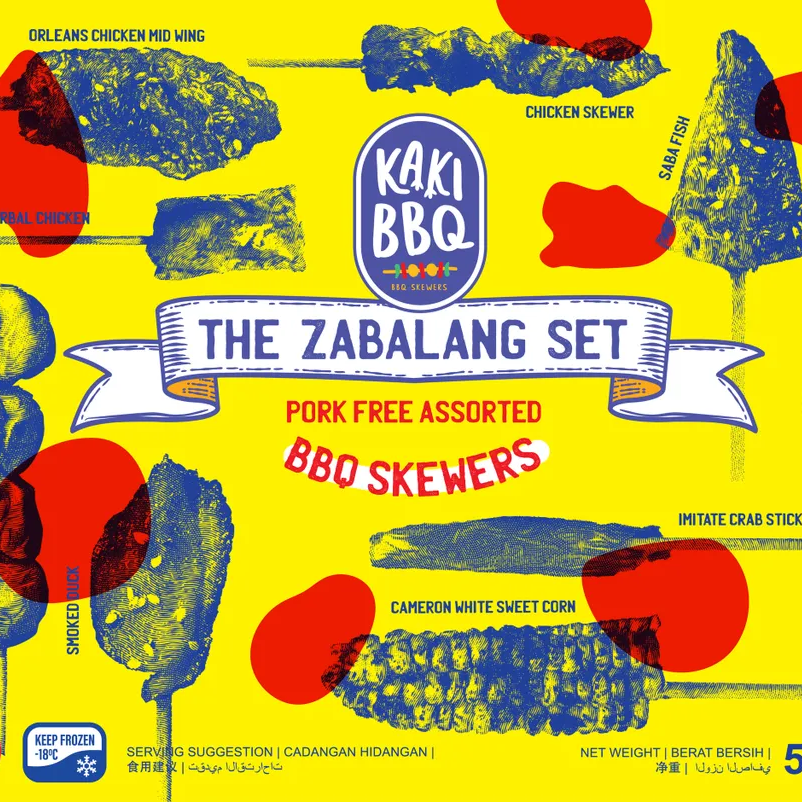 ORLEANS CHICKEN MID WING
CHICKEN SKEWER
SABA FISH
RBAL CHICKEN
KAKI
BBQ
BBQ SKEWERS
THE ZABALANG SET
PORK FREE ASSORTED
BBQ SKEWERS
IMITATE CRAB STICK
CAMERON WHITE SWEET CORN
SMOKED DUCK
KEEP FROZEN
-18ºC
SERVING SUGGESTION | CADANGAN HIDANGAN |
食用建议 | تقديم الاقتراحات
NET WEIGHT | BERAT BERSIH |
净重 | الوزن الصافي
5